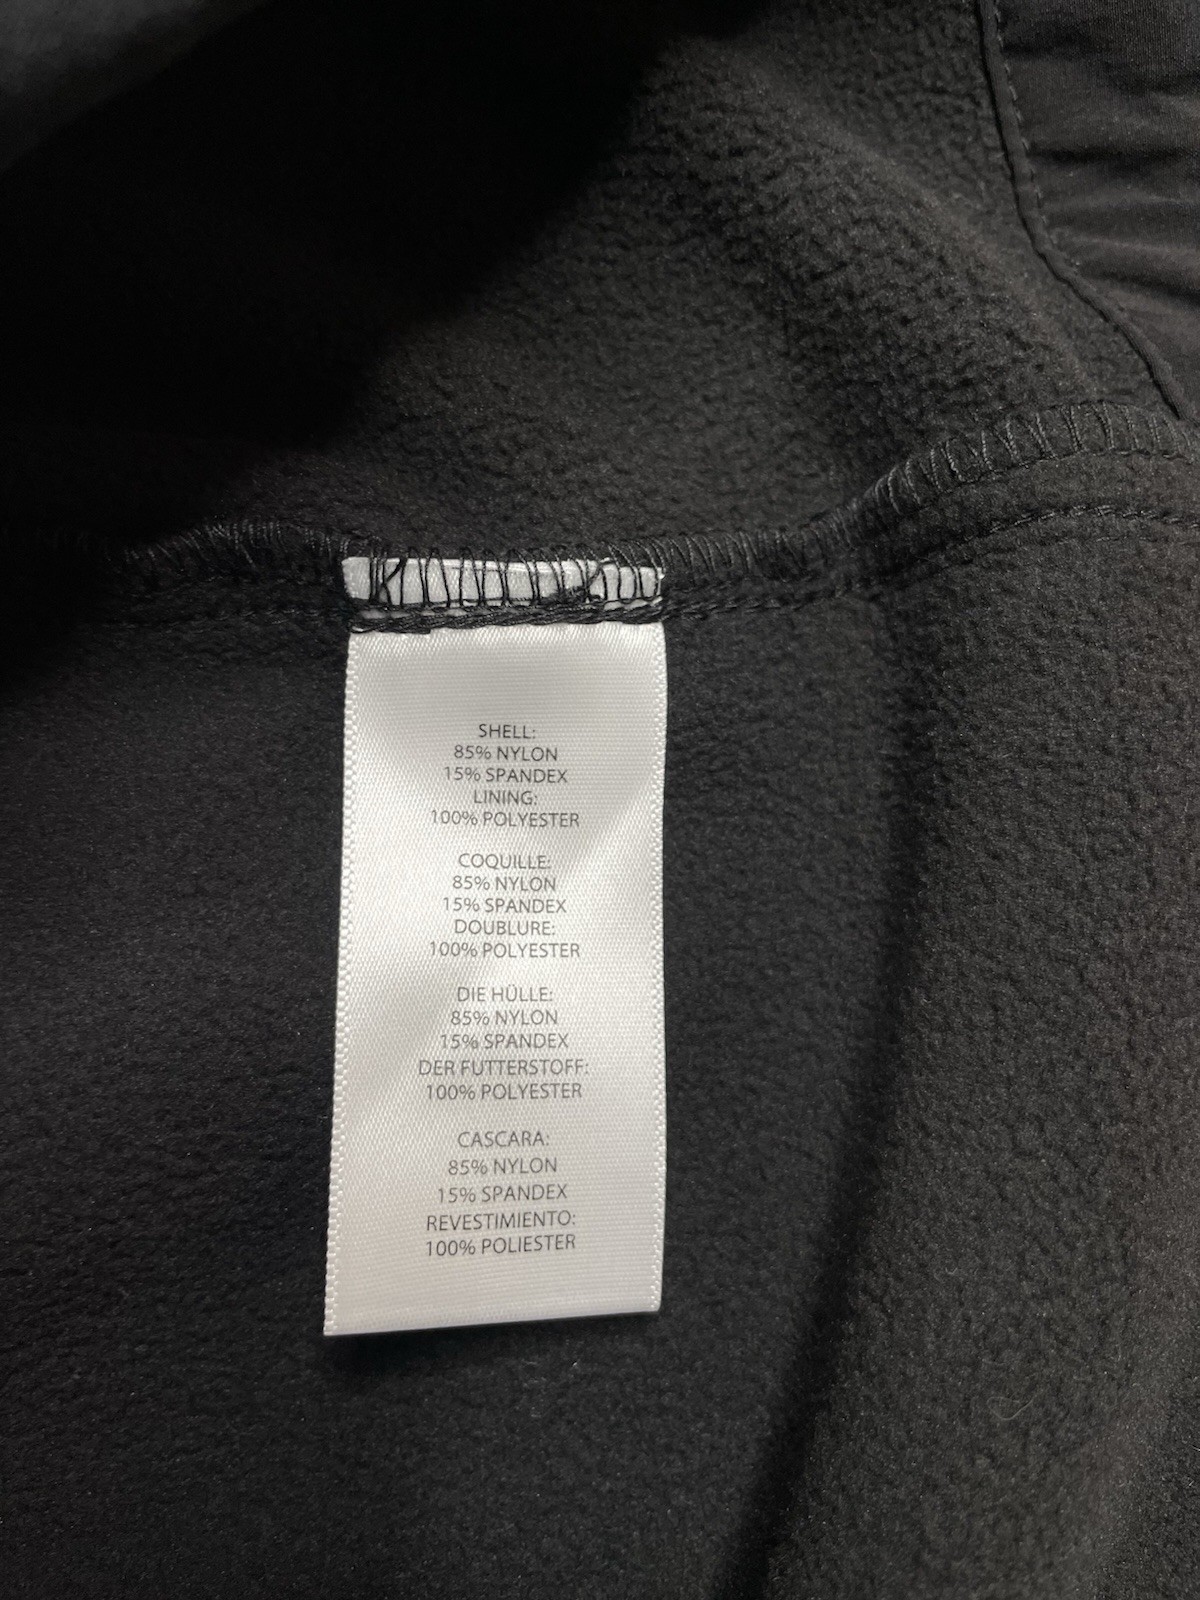 SHELL:
85% NYLON
15% SPANDEX
LINING:
100% POLYESTER
COQUILLE:
85% NYLON
15% SPANDEX
DOUBLURE:
100% POLYESTER
DIE HÜLLE:
85% NYLON
15% SPANDEX
DER FUTTERSTOFF:
100% POLYESTER
CASCARA:
85% NYLON
15% SPANDEX
REVESTIMIENTO:
100% POLIESTER